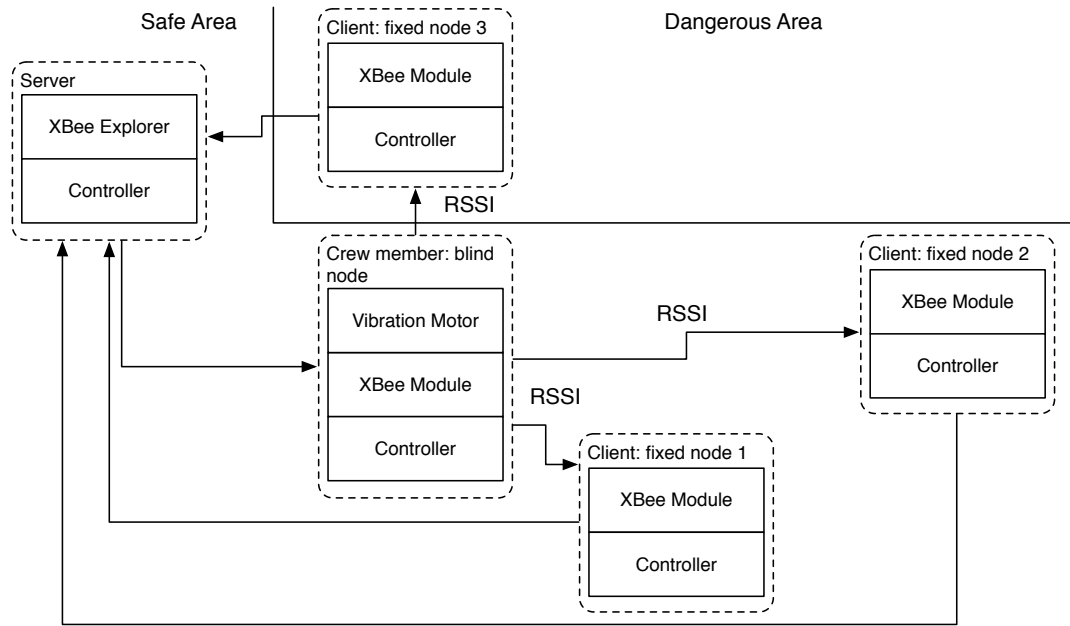 Safe Area
Dangerous Area
Client: fixed node 3
XBee Module
Controller
Server
XBee Explorer
Controller
RSSI
Crew member: blind
node
Vibration Motor
XBee Module
Controller
RSSI
Client: fixed node 2
XBee Module
Controller
RSSI
Client: fixed node 1
XBee Module
Controller